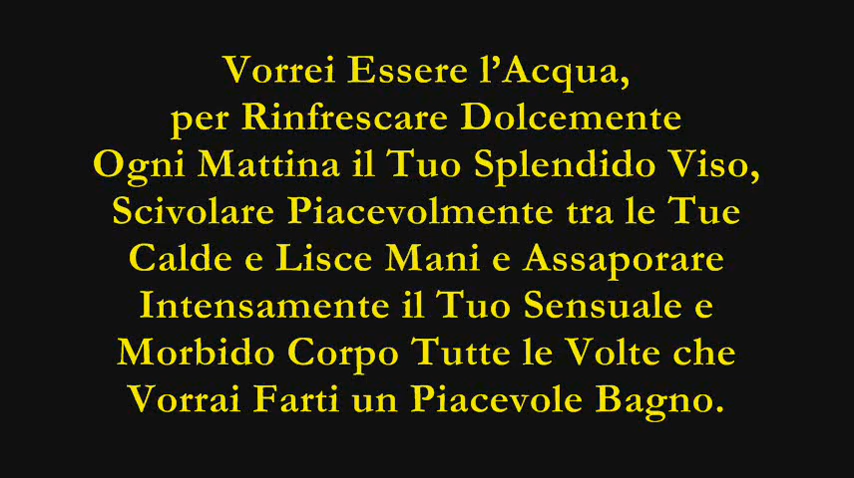 Vorrei Essere l’Acqua,
per Rinfrescare Dolcemente
Ogni Mattina il Tuo Splendido Viso,
Scivolare Piacevolmente tra le Tue
Calde e Lisce Mani e Assaporare
Intensamente il Tuo Sensuale e
Morbido Corpo Tutte le Volte che
Vorrai Farti un Piacevole Bagno.